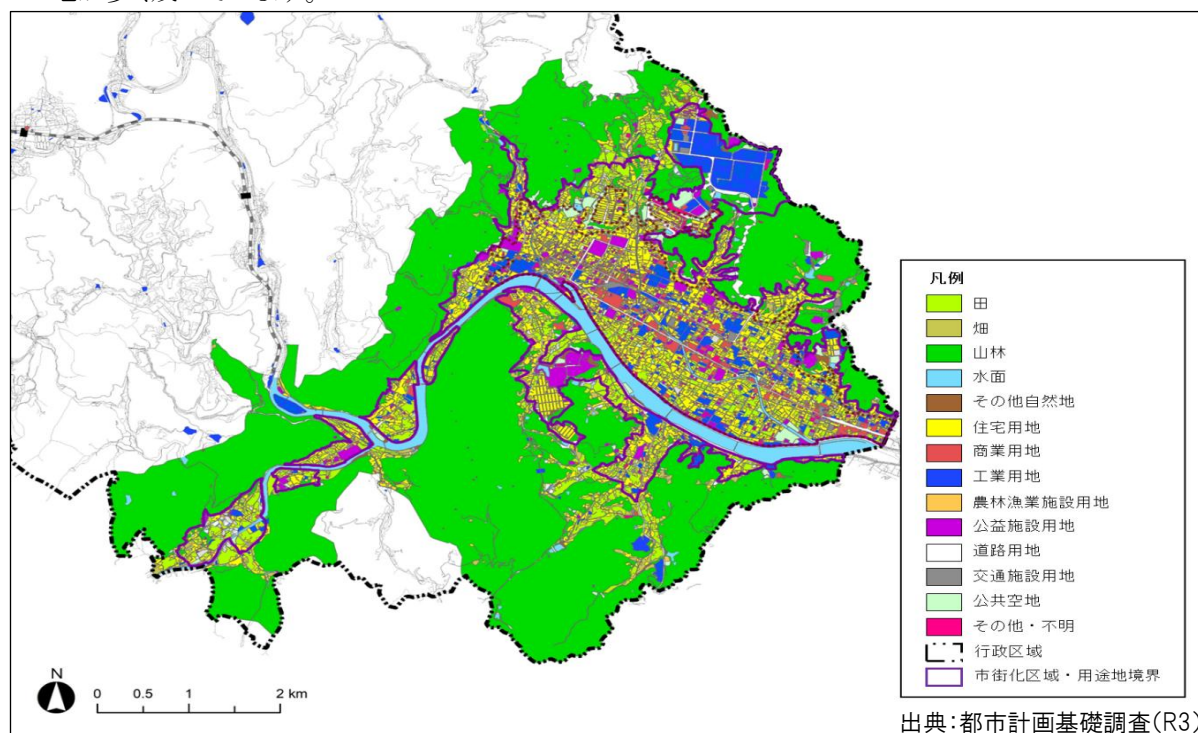 凡例
田
畑
山林
水面
その他自然地
住宅用地
商業用地
工業用地
農林漁業施設用地
公益施設用地
道路用地
交通施設用地
公共空地
その他・不明
行政区域
市街化区域・用途地境界
N
0 0.5 1 2 km
出典:都市計画基礎調査(R3)